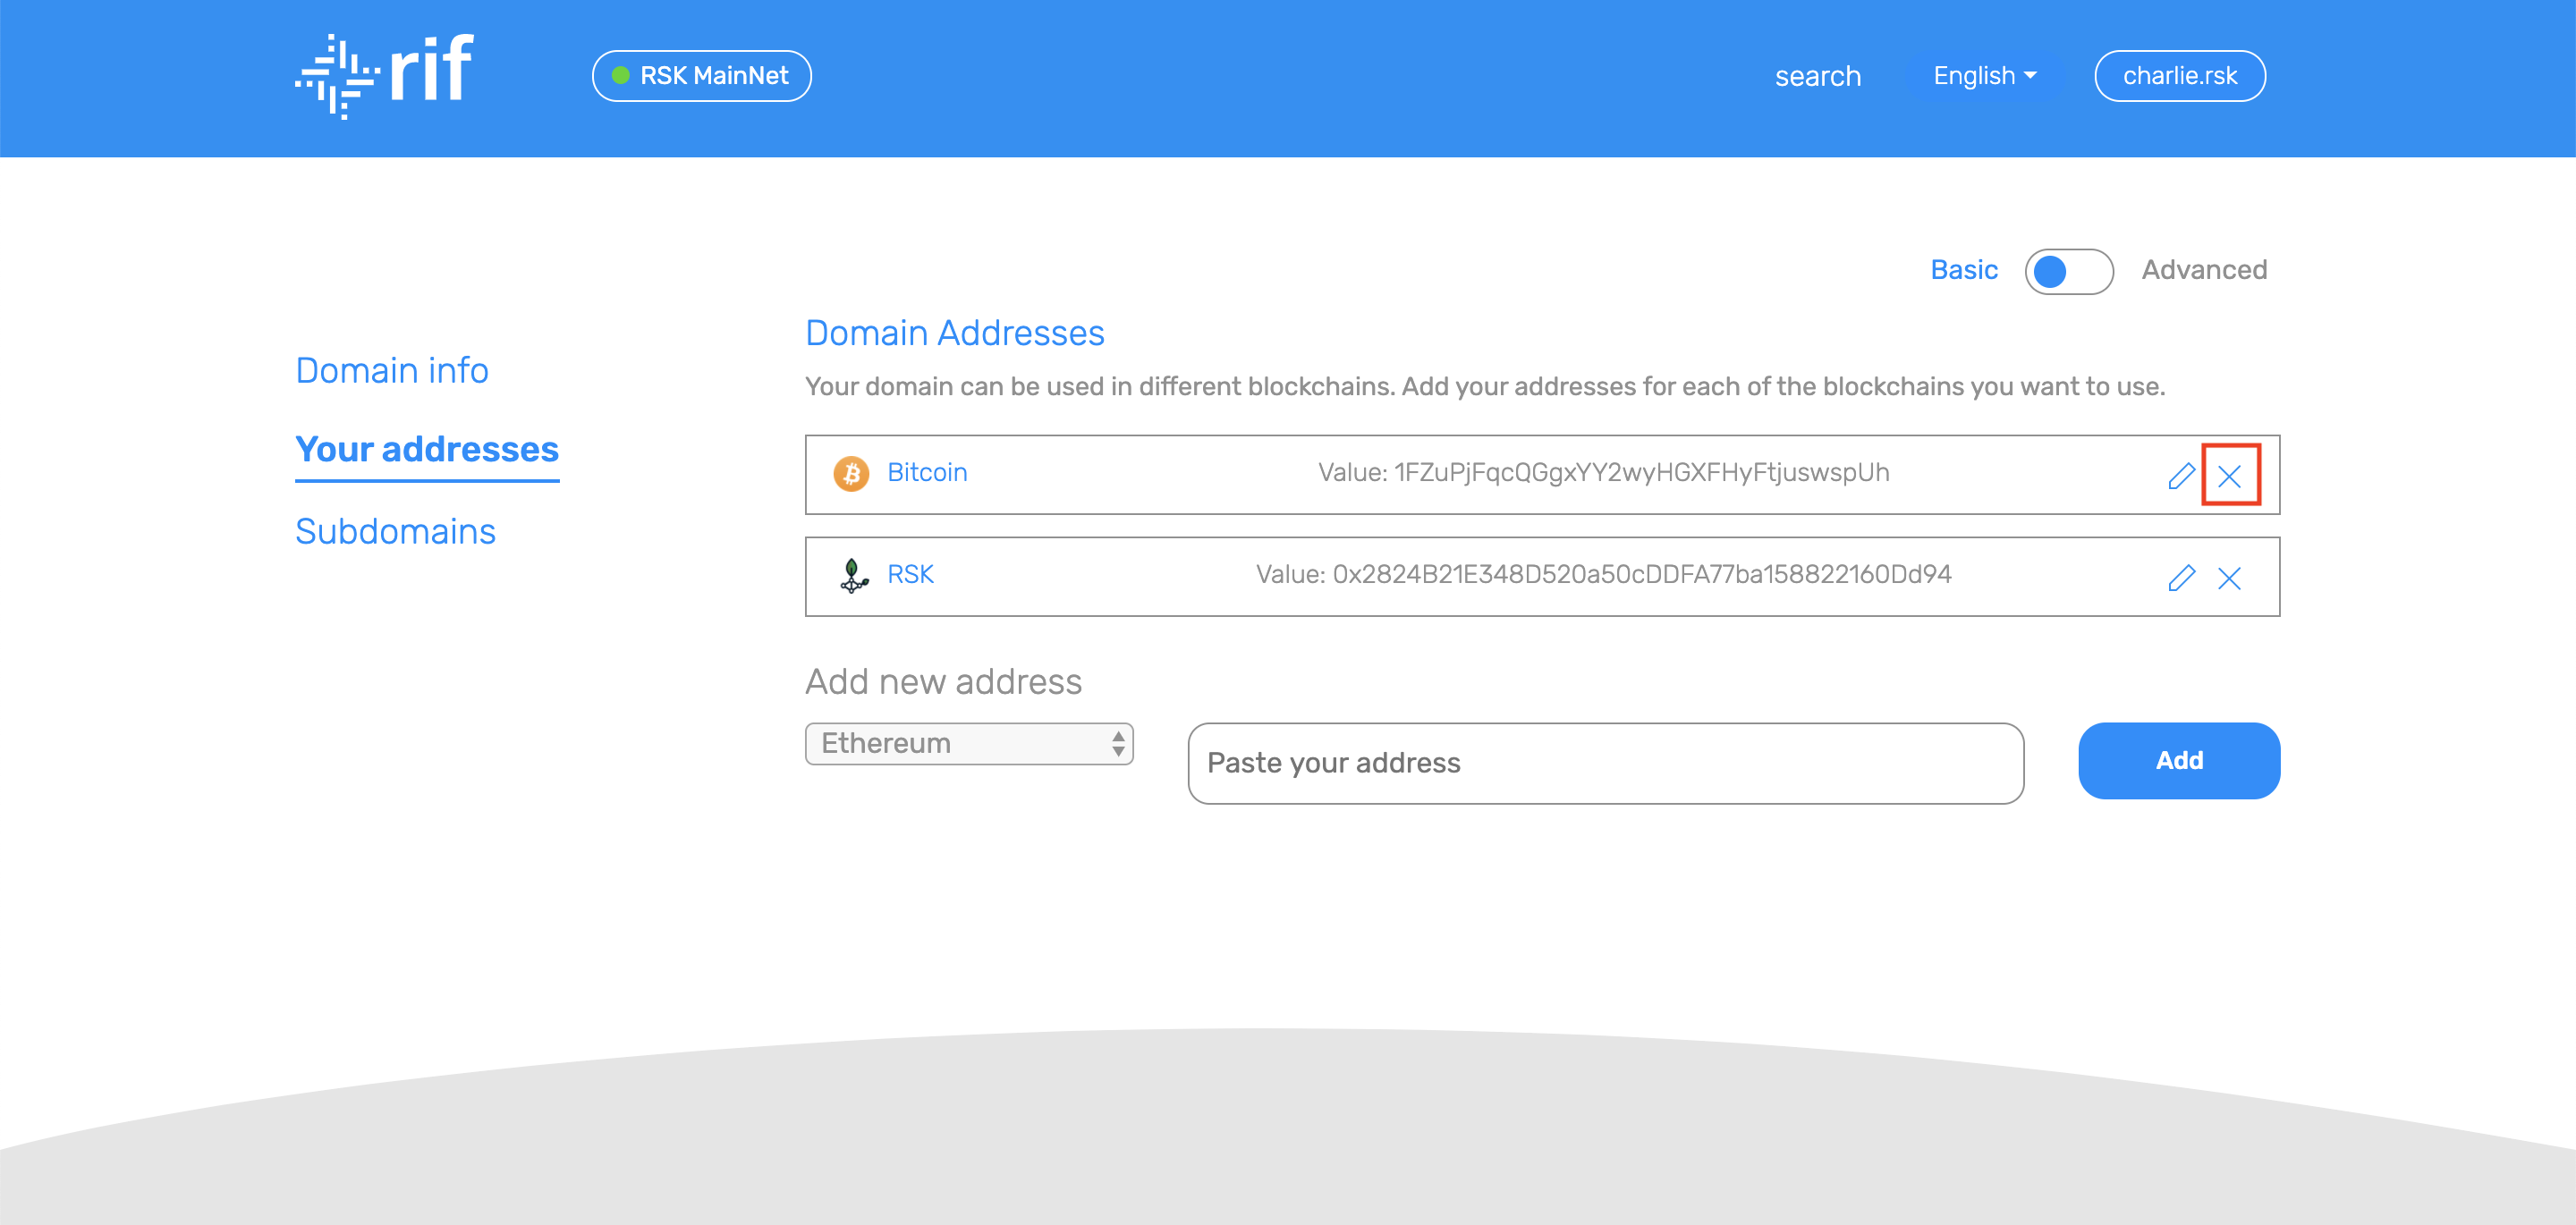 rif
RSK MainNet
search
English
charlie.rsk
Basic
Advanced
Domain info
Your addresses
Subdomains
Domain Addresses
Your domain can be used in different blockchains. Add your addresses for each of the blockchains you want to use.
Bitcoin
Value: 1FZuPjFqcQGgxYY2wyHGXFHyFtjuswspUh
RSK
Value: 0x2824B21E348D520a50cDDFA77ba158822160Dd94
Add new address
Ethereum
Paste your address
Add